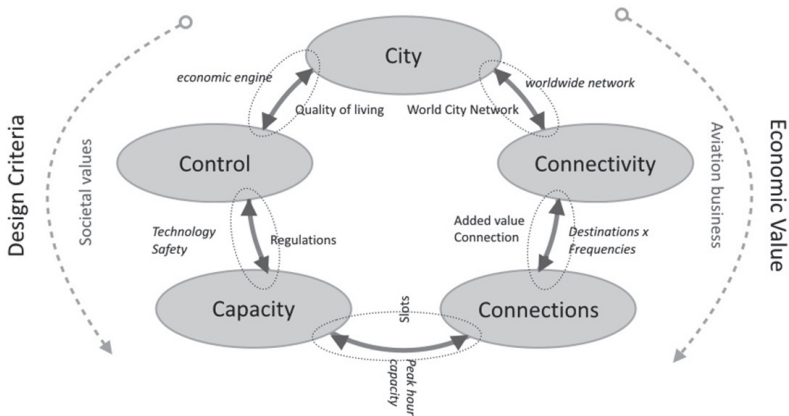 City
economic engine
worldwide network
Quality of living
World City Network
Design Criteria
Societal values
Control
Connectivity
Aviation business
Economic Value
Technology
Safety
Regulations
Added value
Connection
Destinations x
Frequencies
Capacity
Slots
Connections
Peak hour
capacity